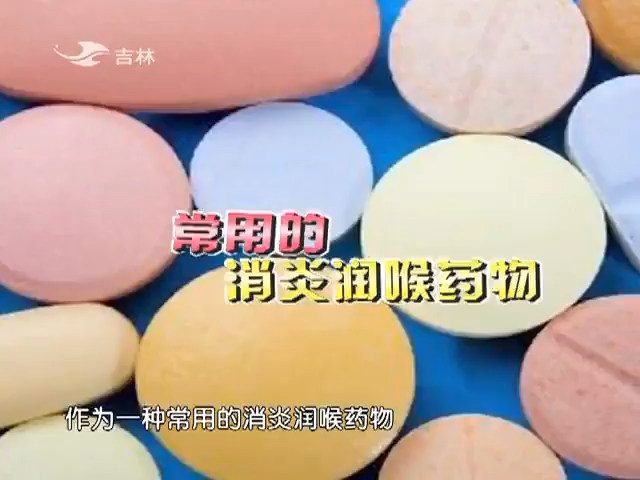 吉林
常用的
消炎润喉药物
作为一种常用的消炎润喉药物